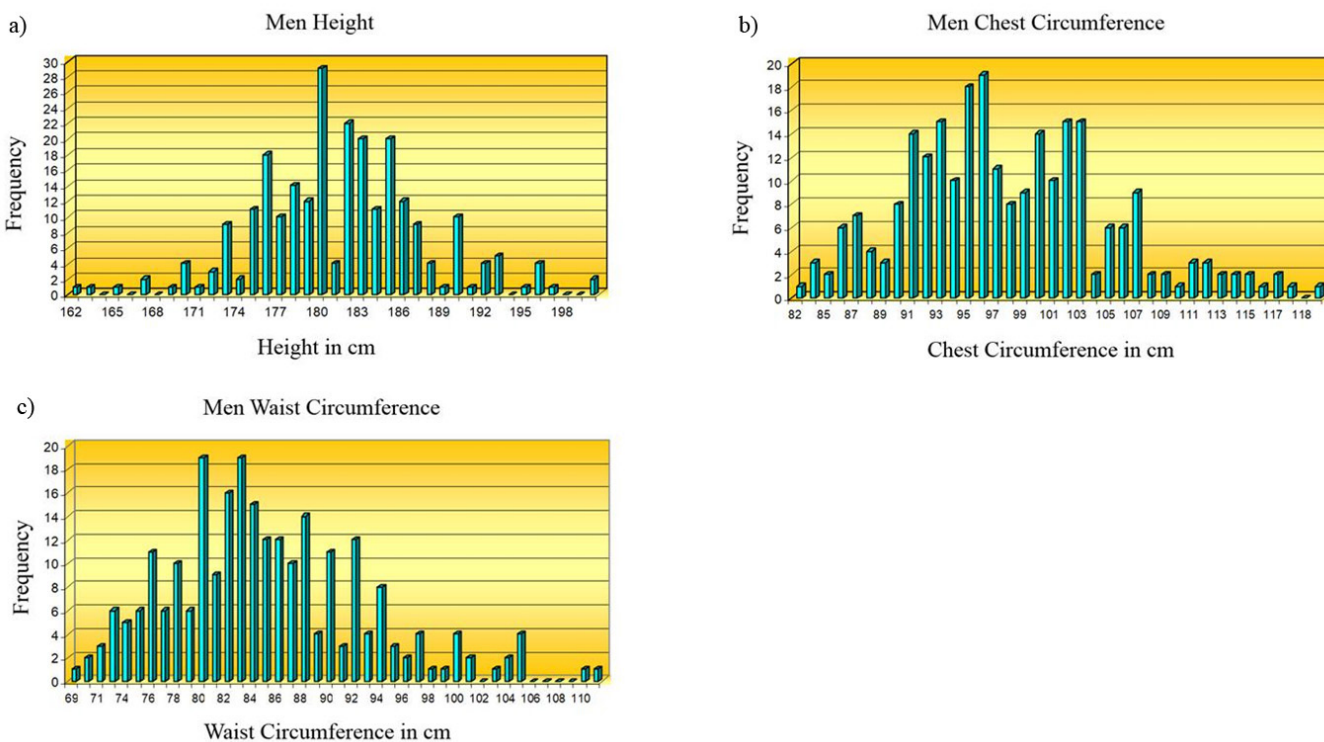 a)
Men Height
Frequency
30
28
26
24
22
20
18
16
14
12
10
8
6
4
2
0
162 165 168 171 174 177 180 183 186 189 192 195 198
Height in cm
b)
Men Chest Circumference
Frequency
20
18
16
14
12
10
8
6
4
2
0
82 85 87 89 91 93 95 97 99 101 103 105 107 109 111 113 115 117 118
Chest Circumference in cm
c)
Men Waist Circumference
Frequency
20
18
16
14
12
10
8
6
4
2
0
69 71 74 76 78 80 82 84 86 88 90 92 94 96 98 100 102 104 106 108 110
Waist Circumference in cm